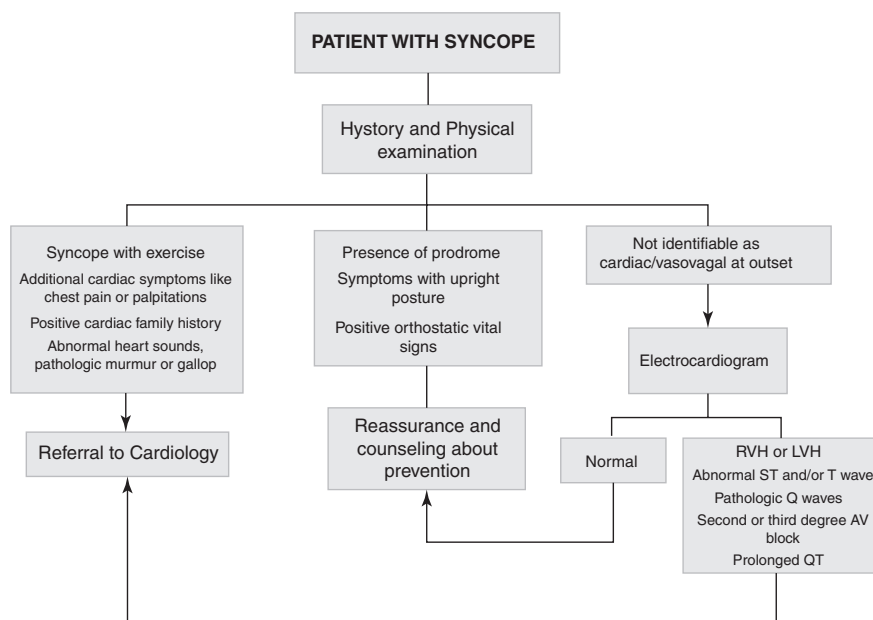 PATIENT WITH SYNCOPE
Hystory and Physical
examination
Syncope with exercise
Additional cardiac symptoms like
chest pain or palpitations
Positive cardiac family history
Abnormal heart sounds,
pathologic murmur or gallop
Referral to Cardiology
Presence of prodrome
Symptoms with upright
posture
Positive orthostatic vital
signs
Reassurance and
counseling about
prevention
Not identifiable as
cardiac/vasovagal at outset
Electrocardiogram
Normal
RVH or LVH
Abnormal ST and/or T wave
Pathologic Q waves
Second or third degree AV
block
Prolonged QT